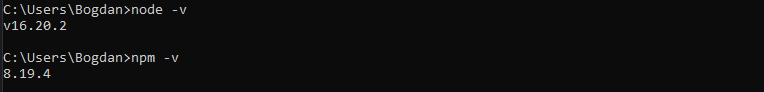 C:\Users\Bogdan>node -v
v16.20.2
C:\Users\Bogdan>npm -v
8.19.4